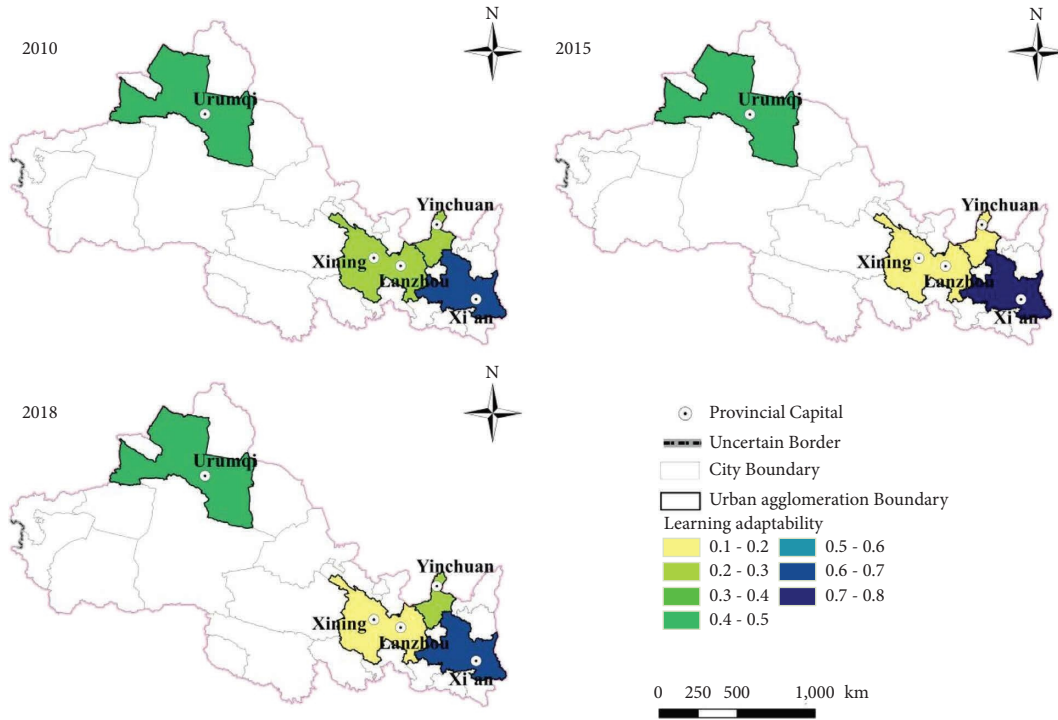 2010
N
Urumqi
Yinchuan
Xining
Lanzhou
Xi'an
2015
N
Urumqi
Yinchuan
Xining
Lanzhou
Xi'an
2018
N
Urumqi
Yinchuan
Xining
Lanzhou
Xi'an
Provincial Capital
Uncertain Border
City Boundary
Urban agglomeration Boundary
Learning adaptability
0.1 - 0.2 0.5 - 0.6
0.2 - 0.3 0.6 - 0.7
0.3 - 0.4 0.7 - 0.8
0.4 - 0.5
0 250 500 1,000 km